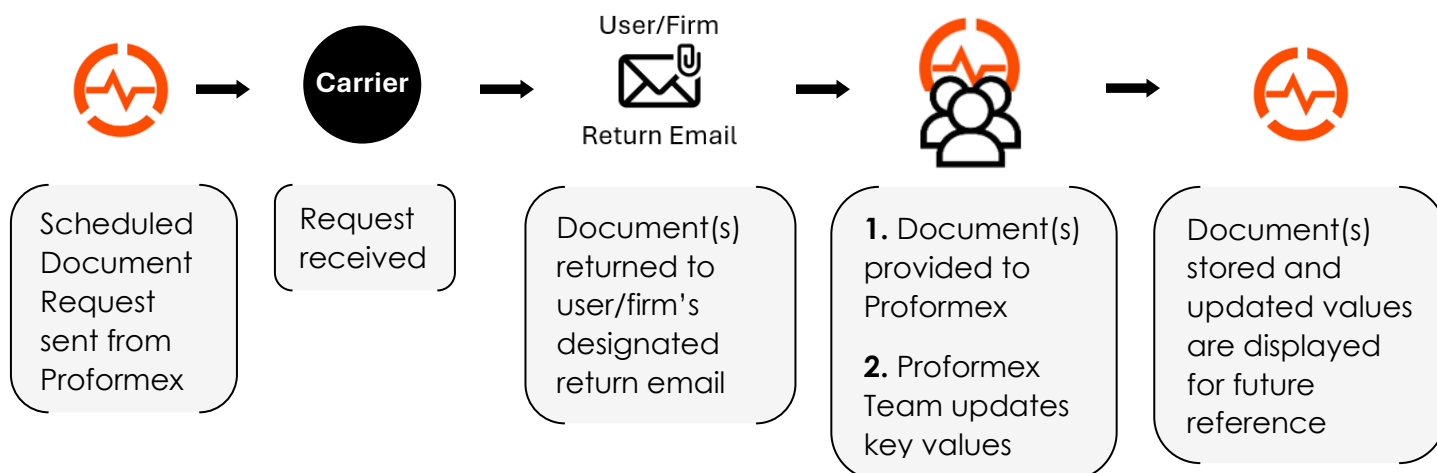 User/Firm
Carrier
Return Email
Scheduled
Document
Request
sent from
Proformex
Request
received
Document(s)
returned to
user/firm’s
designated
return email
1. Document(s)
provided to
Proformex
2. Proformex
Team updates
key values
Document(s)
stored and
updated values
are displayed
for future
reference